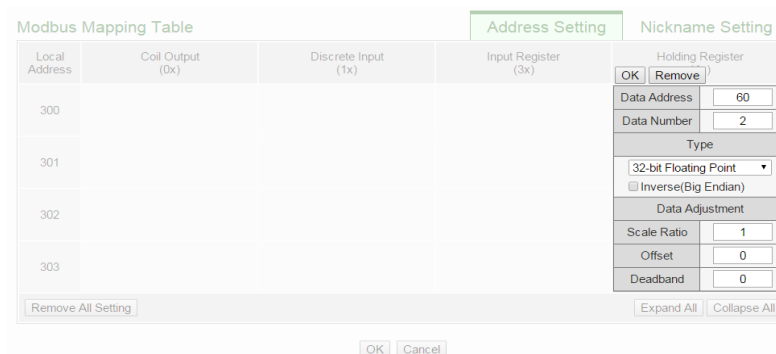 Modbus Mapping Table
Address Setting
Nickname Setting
Local Address
Coil Output (0x)
Discrete Input (1x)
Input Register (3x)
Holding Register
OK Remove
Data Address 60
300
Data Number 2
Type
301
32-bit Floating Point
Inverse(Big Endian)
302
Data Adjustment
Scale Ratio 1
Offset 0
303
Deadband 0
Remove All Setting
Expand All Collapse All
OK Cancel